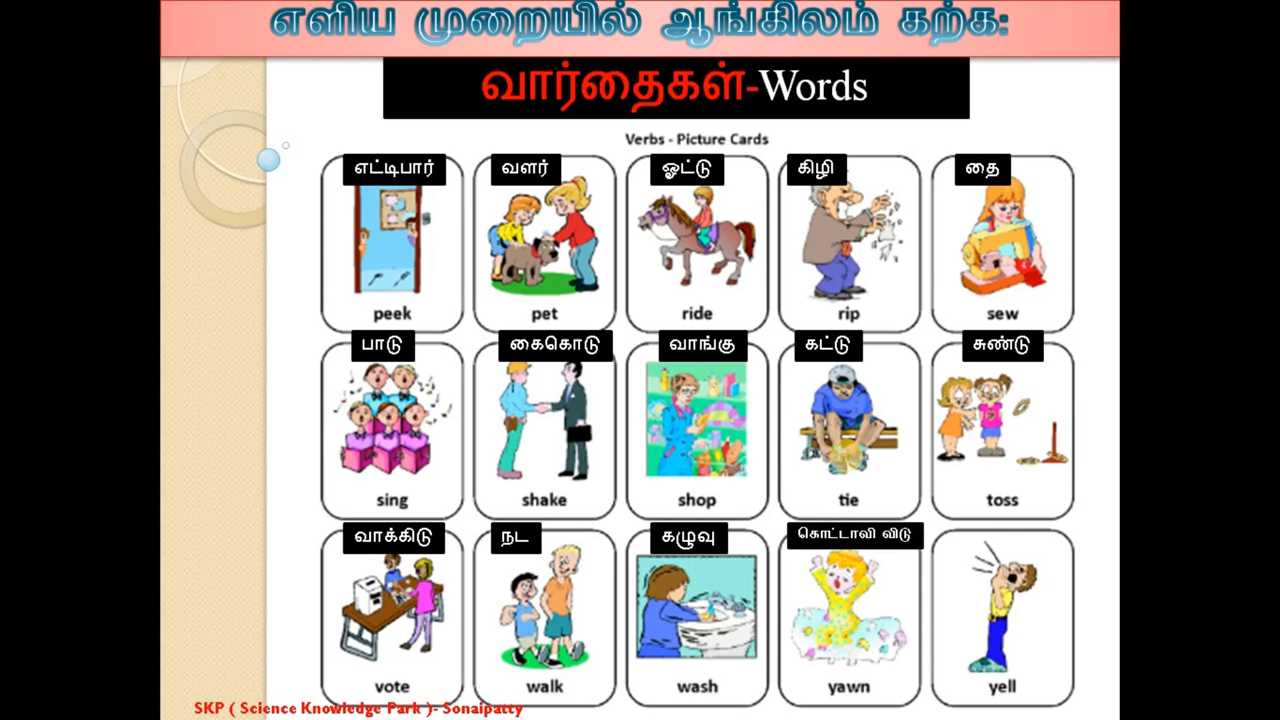 எளிய முறையில் ஆங்கிலம் கற்க:
வார்தைகள்-Words
Verbs - Picture Cards
எட்டிபார் வளர் ஓட்டு கிழி தை
peek pet ride rip sew
பாடு கைகொடு வாங்கு கட்டு சுண்டு
sing shake shop tie toss
வாக்கிடு நட கழுவு கொட்டாவி விடு
vote walk wash yawn yell
SKP ( Science Knowledge Park )- Sonaipatty